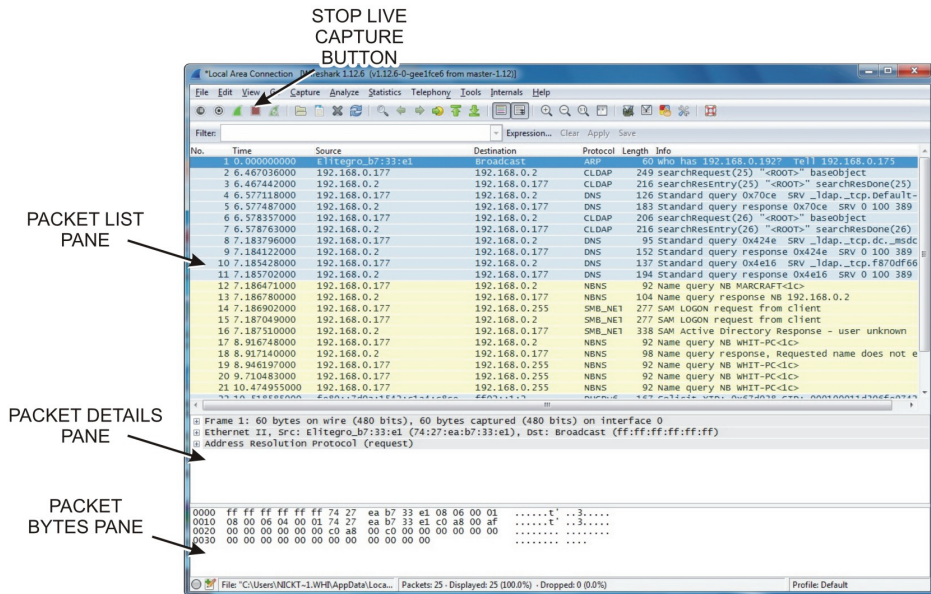 STOP LIVE
CAPTURE
BUTTON
*Local Area Connection [Wireshark 1.12.6 (v1.12.6-0-gee1fce6 from master-1.12)]
File Edit View Go Capture Analyze Statistics Telephony Tools Internals Help
Filter: Expression... Clear Apply Save
No. Time Source Destination Protocol Length Info
1 0.000000000 Elitegro_b7:33:e1 Broadcast ARP 60 Who has 192.168.0.192? Tell 192.168.0.175
2 6.467036000 192.168.0.177 192.168.0.2 CLDAP 249 searchRequest(25) "<ROOT>" baseObject
3 6.467442000 192.168.0.2 192.168.0.177 CLDAP 216 searchResEntry(25) "<ROOT>" searchResDone(25)
4 6.577118000 192.168.0.177 192.168.0.2 DNS 126 Standard query 0x70ce SRV _ldap._tcp.Default-
5 6.577487000 192.168.0.2 192.168.0.177 DNS 183 Standard query response 0x70ce SRV 0 100 389
6 6.578357000 192.168.0.177 192.168.0.2 CLDAP 206 searchRequest(26) "<ROOT>" baseObject
7 6.578763000 192.168.0.2 192.168.0.177 CLDAP 216 searchResEntry(26) "<ROOT>" searchResDone(26)
8 7.183796000 192.168.0.177 192.168.0.2 DNS 95 Standard query 0x424e SRV _ldap._tcp.dc._msdc
9 7.184122000 192.168.0.2 192.168.0.177 DNS 152 Standard query response 0x424e SRV 0 100 389
10 7.185428000 192.168.0.177 192.168.0.2 DNS 137 Standard query 0x4e16 SRV _ldap._tcp.f870df66
11 7.185702000 192.168.0.2 192.168.0.177 DNS 194 Standard query response 0x4e16 SRV 0 100 389
12 7.186471000 192.168.0.177 192.168.0.2 NBNS 92 Name query NB MARCRAFT<1c>
13 7.186780000 192.168.0.2 192.168.0.177 NBNS 104 Name query response NB 192.168.0.2
14 7.186902000 192.168.0.177 192.168.0.255 SMB_NET 277 SAM LOGON request from client
15 7.187049000 192.168.0.177 192.168.0.2 SMB_NET 277 SAM LOGON request from client
16 7.187510000 192.168.0.2 192.168.0.177 SMB_NET 338 SAM Active Directory Response - user unknown
17 8.916748000 192.168.0.177 192.168.0.2 NBNS 92 Name query NB WHIT-PC<1c>
18 8.917140000 192.168.0.2 192.168.0.177 NBNS 98 Name query response, Requested name does not e
19 8.946197000 192.168.0.177 192.168.0.255 NBNS 92 Name query NB WHIT-PC<1c>
20 9.710483000 192.168.0.177 192.168.0.255 NBNS 92 Name query NB WHIT-PC<1c>
21 10.474955000 192.168.0.177 192.168.0.255 NBNS 92 Name query NB WHIT-PC<1c>
PACKET LIST
PANE
Frame 1: 60 bytes on wire (480 bits), 60 bytes captured (480 bits) on interface 0
Ethernet II, Src: Elitegro_b7:33:e1 (74:27:ea:b7:33:e1), Dst: Broadcast (ff:ff:ff:ff:ff:ff)
Address Resolution Protocol (request)
PACKET DETAILS
PANE
0000 ff ff ff ff ff ff 74 27 ea b7 33 e1 08 06 00 01 ......t' ..3.....
0010 08 00 06 04 00 01 74 27 ea b7 33 e1 c0 a8 00 af ......t' ..3.....
0020 00 00 00 00 00 00 c0 a8 00 c0 00 00 00 00 00 00 ........ ........
0030 00 00 00 00 00 00 00 00 00 00 00 00 ........ ....
PACKET
BYTES PANE
File: "C:\Users\NICKT~1.WHI\AppData\Loca... Packets: 25 · Displayed: 25 (100.0%) · Dropped: 0 (0.0%) Profile: Default